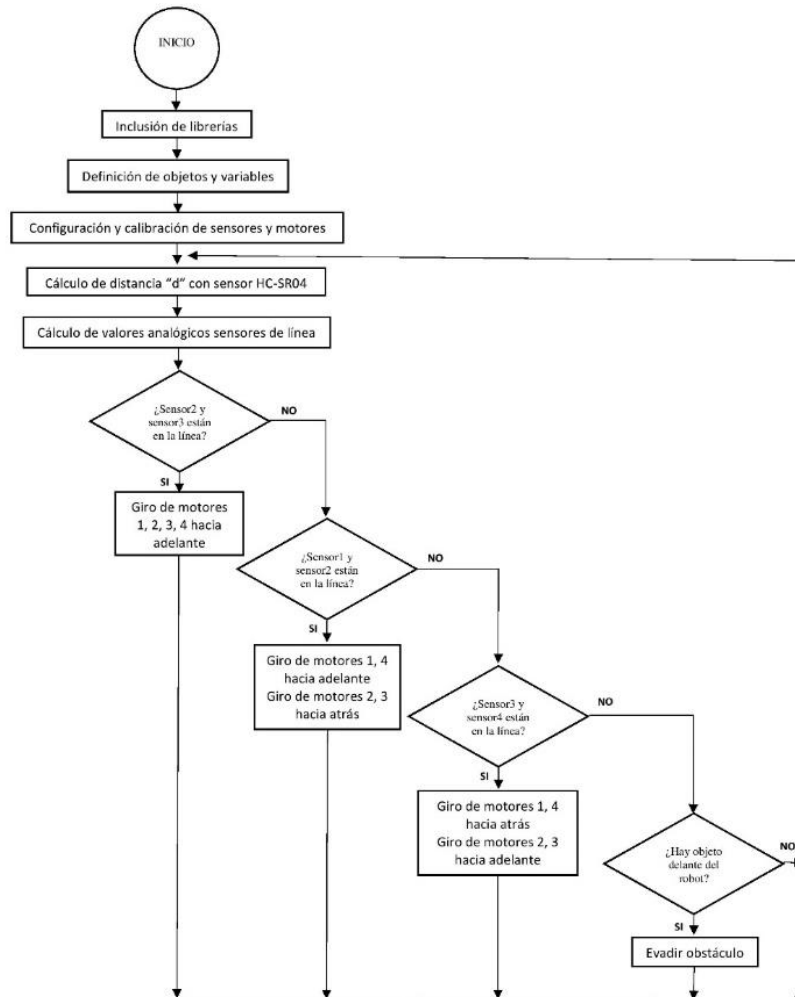 INICIO
Inclusión de librerías
Definición de objetos y variables
Configuración y calibración de sensores y motores
Cálculo de distancia “d“ con sensor HC-SR04
Cálculo de valores analógicos sensores de línea
¿Sensor2 y
sensor3 están
en la línea?
NO
SI
Giro de motores
1, 2, 3, 4 hacia
adelante
¿Sensor1 y
sensor2 están
en la línea?
NO
SI
Giro de motores 1, 4
hacia adelante
Giro de motores 2, 3
hacia atrás
¿Sensor3 y
sensor4 están
en la línea?
NO
SI
Giro de motores 1, 4
hacia atrás
Giro de motores 2, 3
hacia adelante
¿Hay objeto
delante del
robot?
NO
SI
Evadir obstáculo